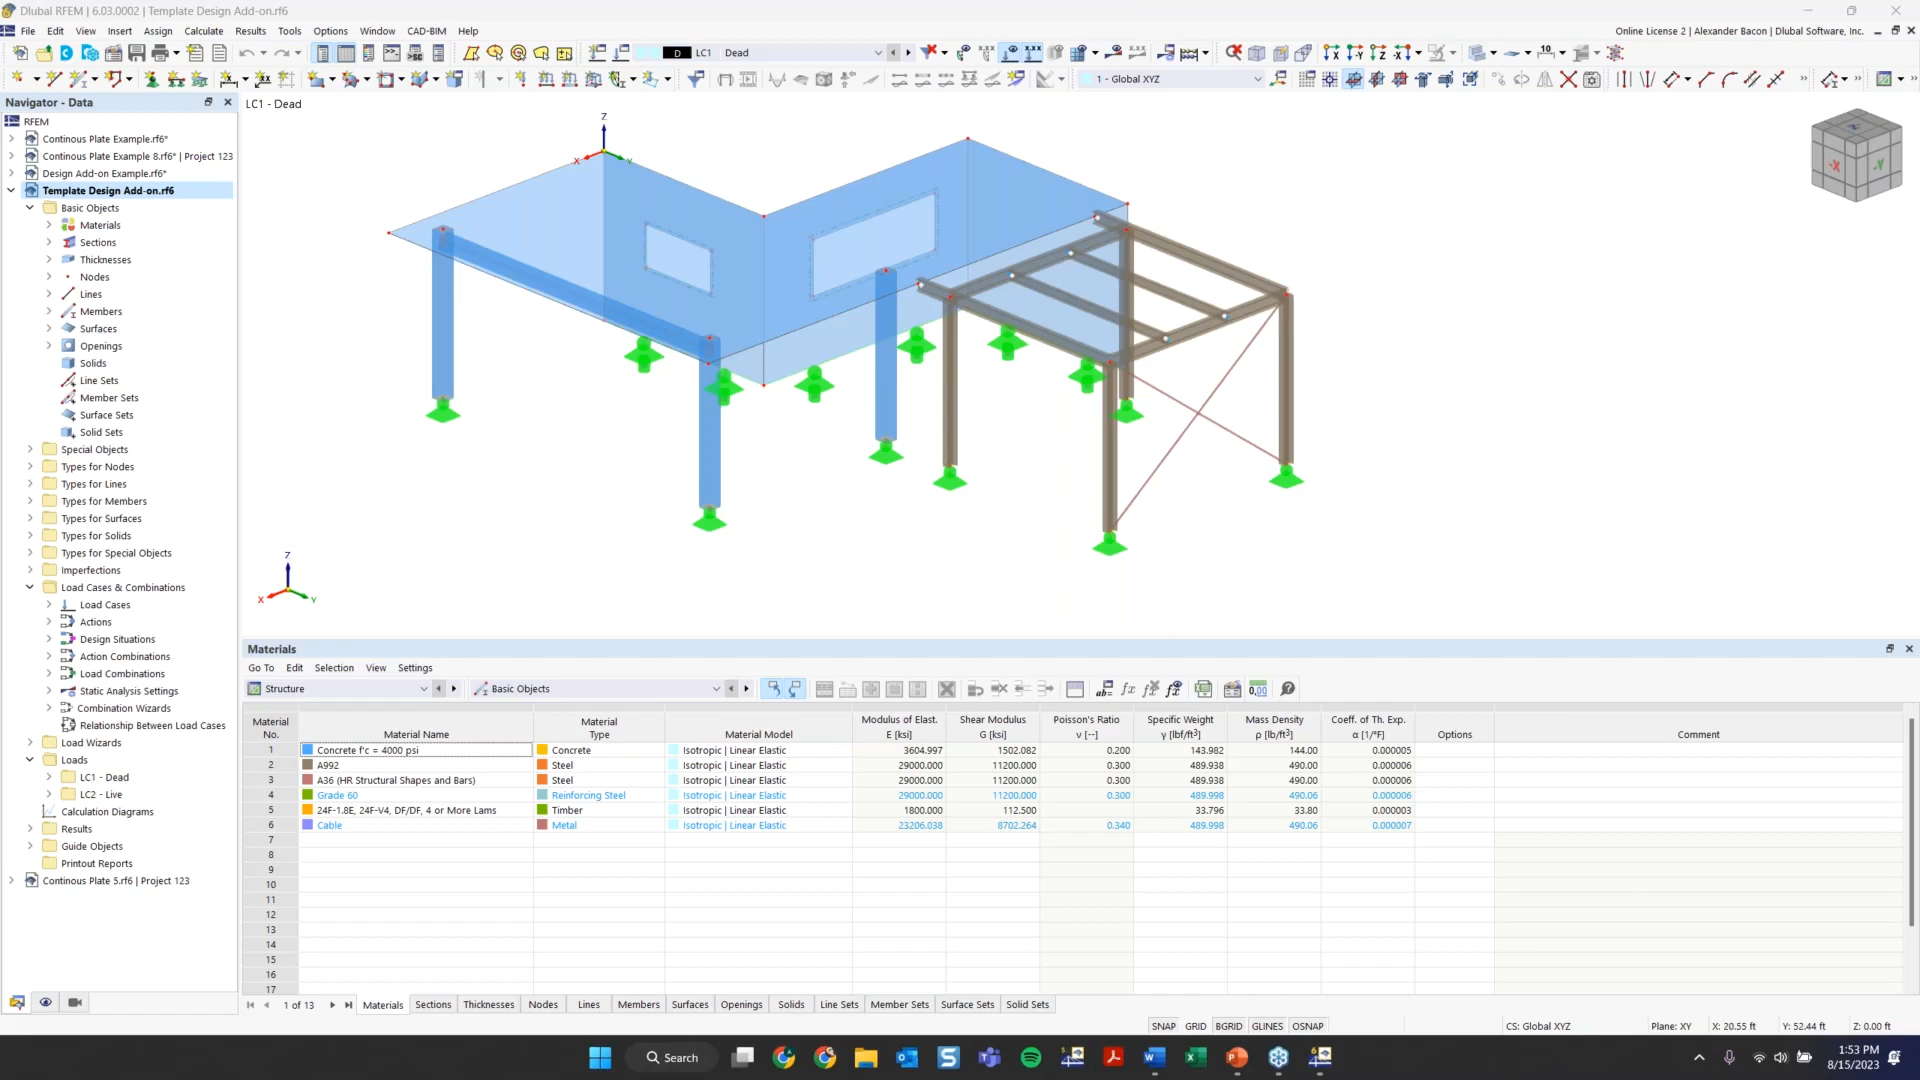 Dlubal RFEM | 6.03.0002 | Template Design Add-on.rf6
File Edit View Insert Assign Calculate Results Tools Options Window CAD-BIM Help
Online License 2 | Alexander Bacon | Dlubal Software, Inc.
D LC1 Dead
1 - Global XYZ
Navigator - Data
RFEM
Continous Plate Example.rf6*
Continous Plate Example 8.rf6* | Project 123
Design Add-on Example.rf6*
Template Design Add-on.rf6
Basic Objects
Materials
Sections
Thicknesses
Nodes
Lines
Members
Surfaces
Openings
Solids
Line Sets
Member Sets
Surface Sets
Solid Sets
Special Objects
Types for Nodes
Types for Lines
Types for Members
Types for Surfaces
Types for Solids
Types for Special Objects
Imperfections
Load Cases & Combinations
Load Cases
Actions
Design Situations
Action Combinations
Load Combinations
Static Analysis Settings
Combination Wizards
Relationship Between Load Cases
Load Wizards
Loads
LC1 - Dead
LC2 - Live
Calculation Diagrams
Results
Guide Objects
Printout Reports
Continous Plate 5.rf6 | Project 123
LC1 - Dead
Z
X
Y
-X
-Y
Z
X
Y
Materials
Go To Edit Selection View Settings
Structure Basic Objects
Material No. Material Name Material Type Material Model Modulus of Elast. E [ksi] Shear Modulus G [ksi] Poisson's Ratio ν [--] Specific Weight γ [lbf/ft³] Mass Density ρ [lb/ft³] Coeff. of Th. Exp. α [1/°F] Options Comment
1 Concrete f'c = 4000 psi Concrete Isotropic | Linear Elastic 3604.997 1502.082 0.200 143.982 144.00 0.000005
2 A992 Steel Isotropic | Linear Elastic 29000.000 11200.000 0.300 489.938 490.00 0.000006
3 A36 (HR Structural Shapes and Bars) Steel Isotropic | Linear Elastic 29000.000 11200.000 0.300 489.938 490.00 0.000006
4 Grade 60 Reinforcing Steel Isotropic | Linear Elastic 29000.000 11200.000 0.300 489.998 490.06 0.000006
5 24F-1.8E, 24F-V4, DF/DF, 4 or More Lams Timber Isotropic | Linear Elastic 1800.000 112.500 33.796 33.80 0.000003
6 Cable Metal Isotropic | Linear Elastic 23206.038 8702.264 0.340 489.998 490.06 0.000007
7
8
9
10
11
12
13
14
15
16
17
1 of 13 Materials Sections Thicknesses Nodes Lines Members Surfaces Openings Solids Line Sets Member Sets Surface Sets Solid Sets
SNAP GRID BGRID GLINES OSNAP CS: Global XYZ Plane: XY X: 20.55 ft Y: 52.44 ft Z: 0.00 ft
Search
1:53 PM
8/15/2023